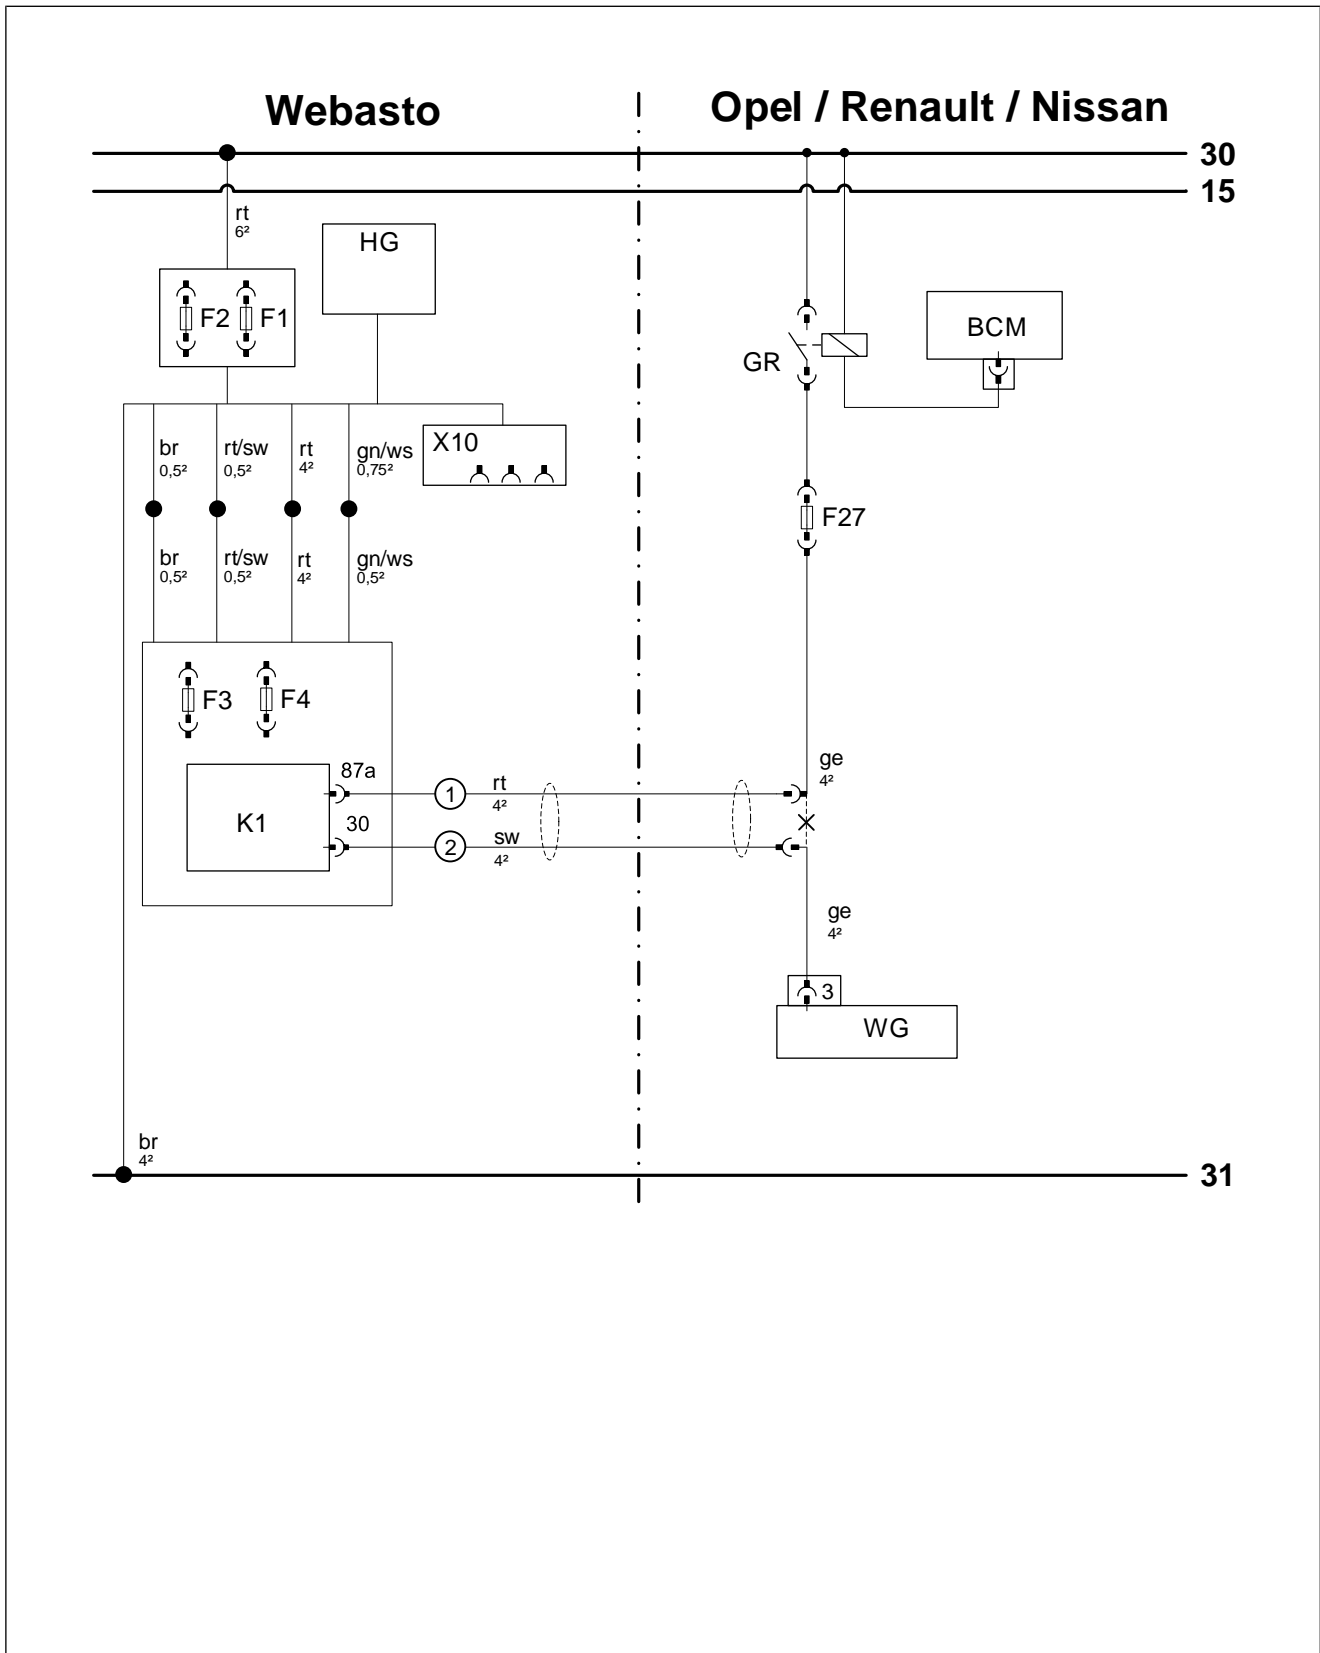 Webasto
Opel / Renault / Nissan
30
15
rt
6²
HG
F2
F1
BCM
GR
br
0,5²
rt/sw
0,5²
rt
4²
gn/ws
0,75²
X10
F27
br
0,5²
rt/sw
0,5²
rt
4²
gn/ws
0,5²
F3
F4
87a
1
rt
4²
ge
4²
K1
30
2
sw
4²
ge
4²
3
WG
br
4²
31